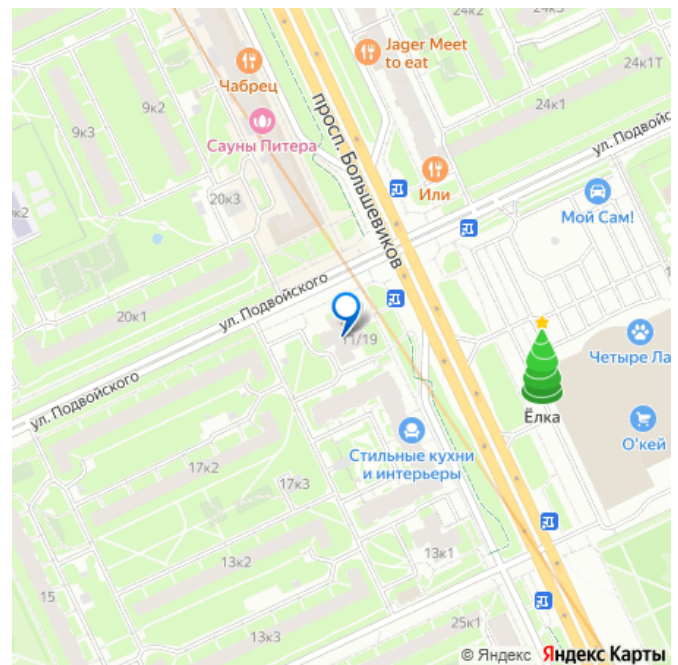 24к2
24к3
Jager Meet
to eat
24к1Т
Чабрец
9к2
24к1
9к3
Сауны Питера
просп. Большевиков
ул. Подвойс
Или
20к3
Мой Сам!
к2
ул. Подвойского
20к1
11/19
Четыре Ла
ул. Подвойского
Ёлка
О'кей
Стильные кухни
и интерьеры
17к2
17к3
13к1
13к2
15
25к1
13к3
© Яндекс Яндекс Карты